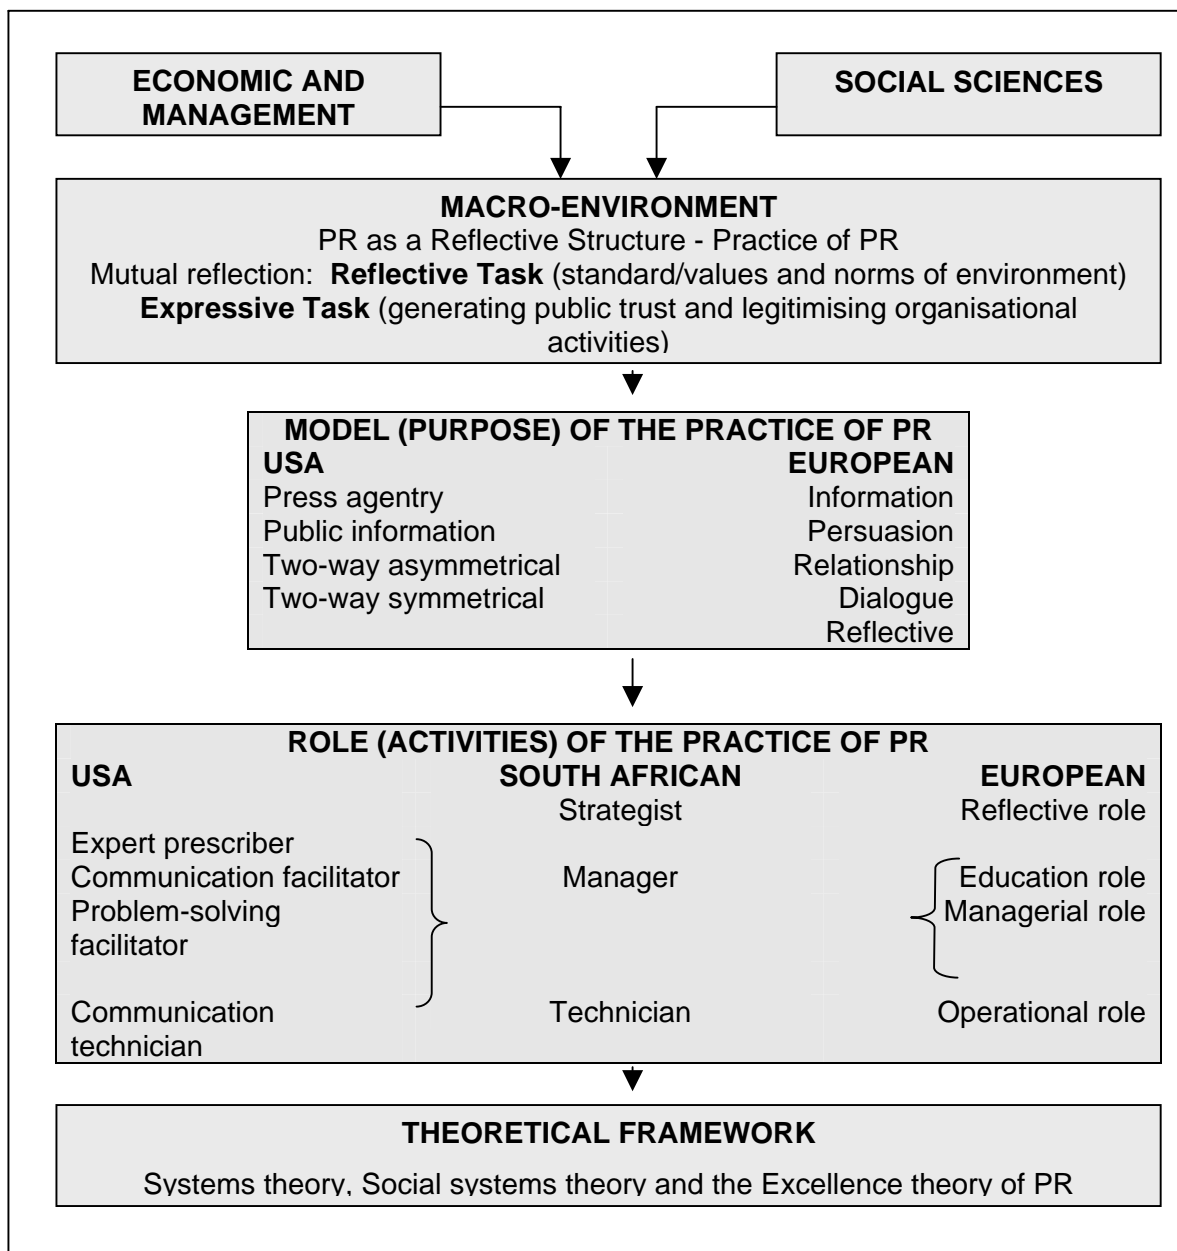 ECONOMIC AND
MANAGEMENT
SOCIAL SCIENCES
MACRO-ENVIRONMENT
PR as a Reflective Structure - Practice of PR
Mutual reflection: Reflective Task (standard/values and norms of environment)
Expressive Task (generating public trust and legitimising organisational
activities)
MODEL (PURPOSE) OF THE PRACTICE OF PR
USA
Press agentry
Public information
Two-way asymmetrical
Two-way symmetrical
EUROPEAN
Information
Persuasion
Relationship
Dialogue
Reflective
ROLE (ACTIVITIES) OF THE PRACTICE OF PR
USA
Expert prescriber
Communication facilitator
Problem-solving
facilitator
Communication
technician
SOUTH AFRICAN
Strategist
Manager
Technician
EUROPEAN
Reflective role
Education role
Managerial role
Operational role
THEORETICAL FRAMEWORK
Systems theory, Social systems theory and the Excellence theory of PR